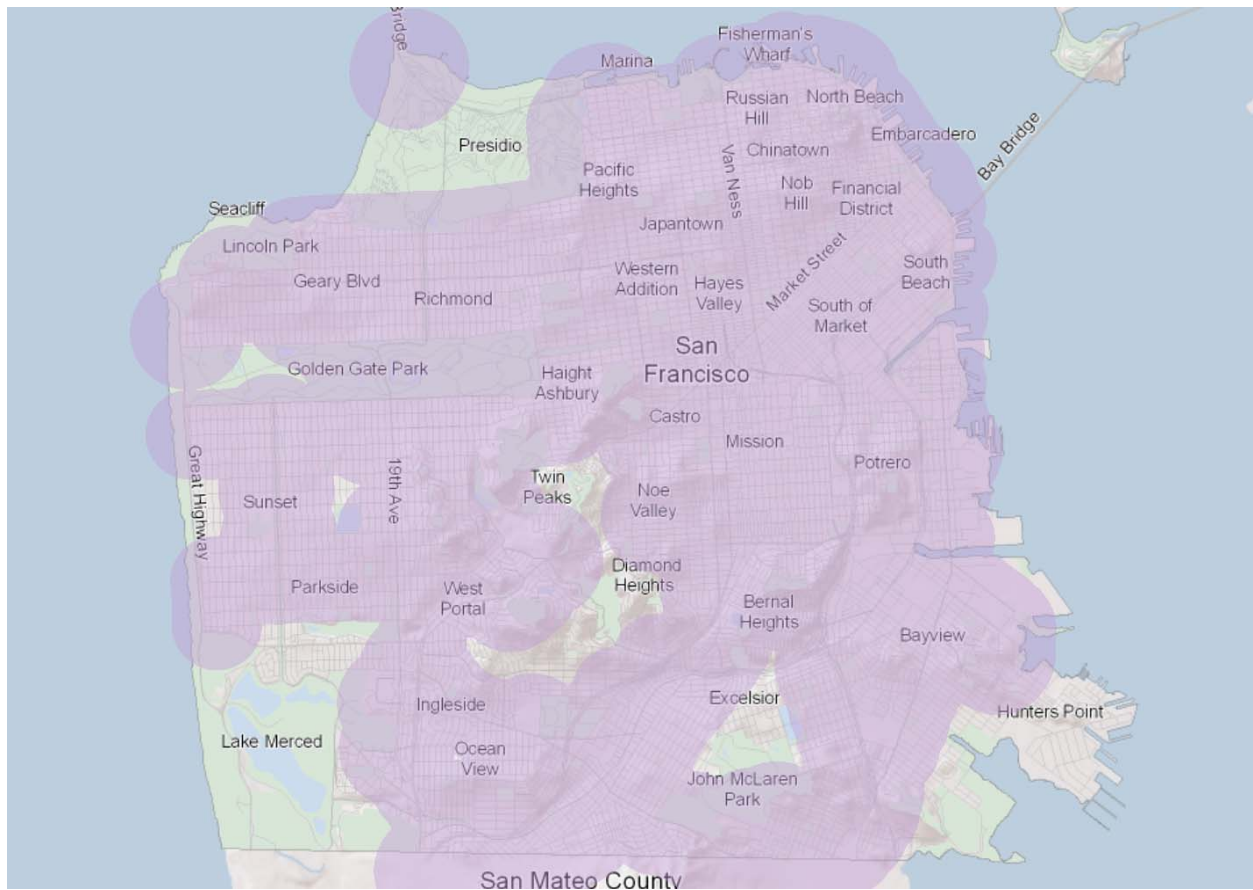 Bridge
Fisherman's
Wharf
Marina
Russian
Hill
North Beach
Embarcadero
Presidio
Chinatown
Bay Bridge
Van Ness
Pacific
Heights
Nob
Hill
Financial
District
Seacliff
Japantown
Lincoln Park
Geary Blvd
Richmond
Western
Addition
Hayes
Valley
Market Street
South
Beach
South of
Market
San
Francisco
Golden Gate Park
Haight
Ashbury
Castro
Mission
Great Highway
19th Ave
Sunset
Twin
Peaks
Noe
Valley
Potrero
Parkside
West
Portal
Diamond
Heights
Bernal
Heights
Bayview
Ingleside
Excelsior
Hunters Point
Lake Merced
Ocean
View
John McLaren
Park
San Mateo County